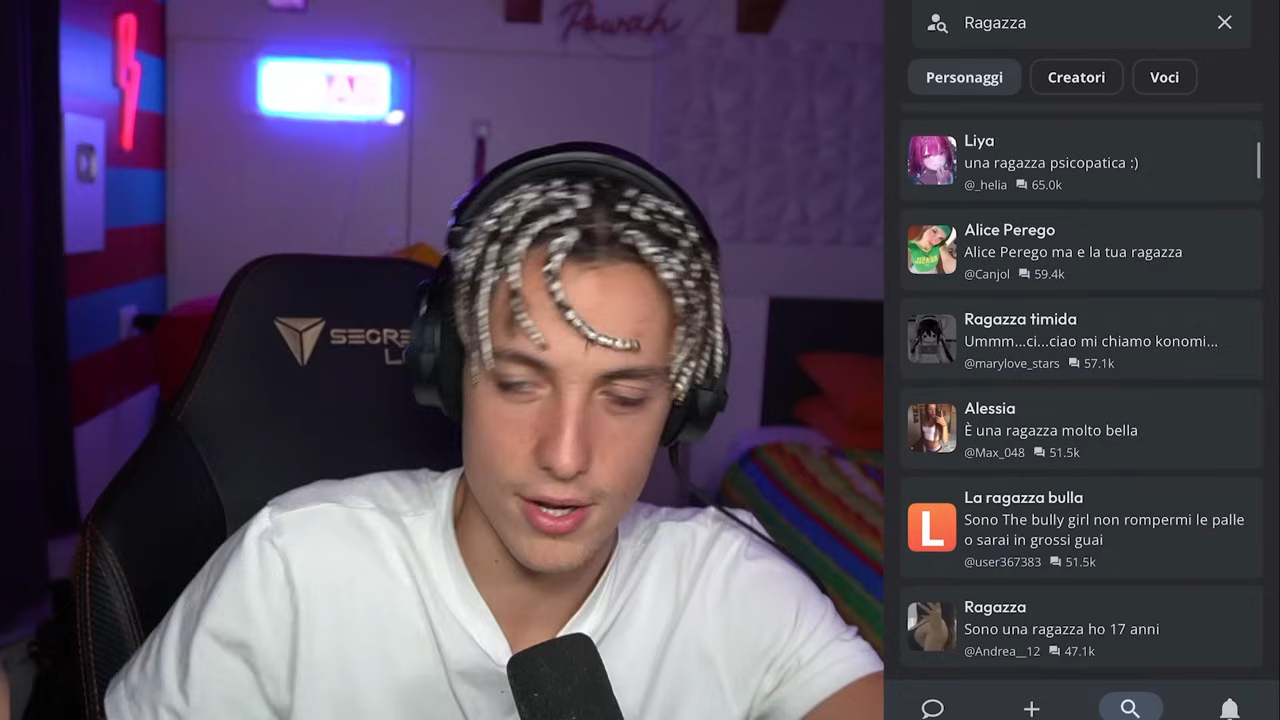 Powah
SECRE
L
Ragazza
Personaggi
Creatori
Voci
Liya
una ragazza psicopatica :)
@_helia 65.0k
Alice Perego
Alice Perego ma e la tua ragazza
@Canjol 59.4k
Ragazza timida
Ummm...ci...ciao mi chiamo konomi...
@marylove_stars 57.1k
Alessia
È una ragazza molto bella
@Max_048 51.5k
L
La ragazza bulla
Sono The bully girl non rompermi le palle
o sarai in grossi guai
@user367383 51.5k
Ragazza
Sono una ragazza ho 17 anni
@Andrea__12 47.1k